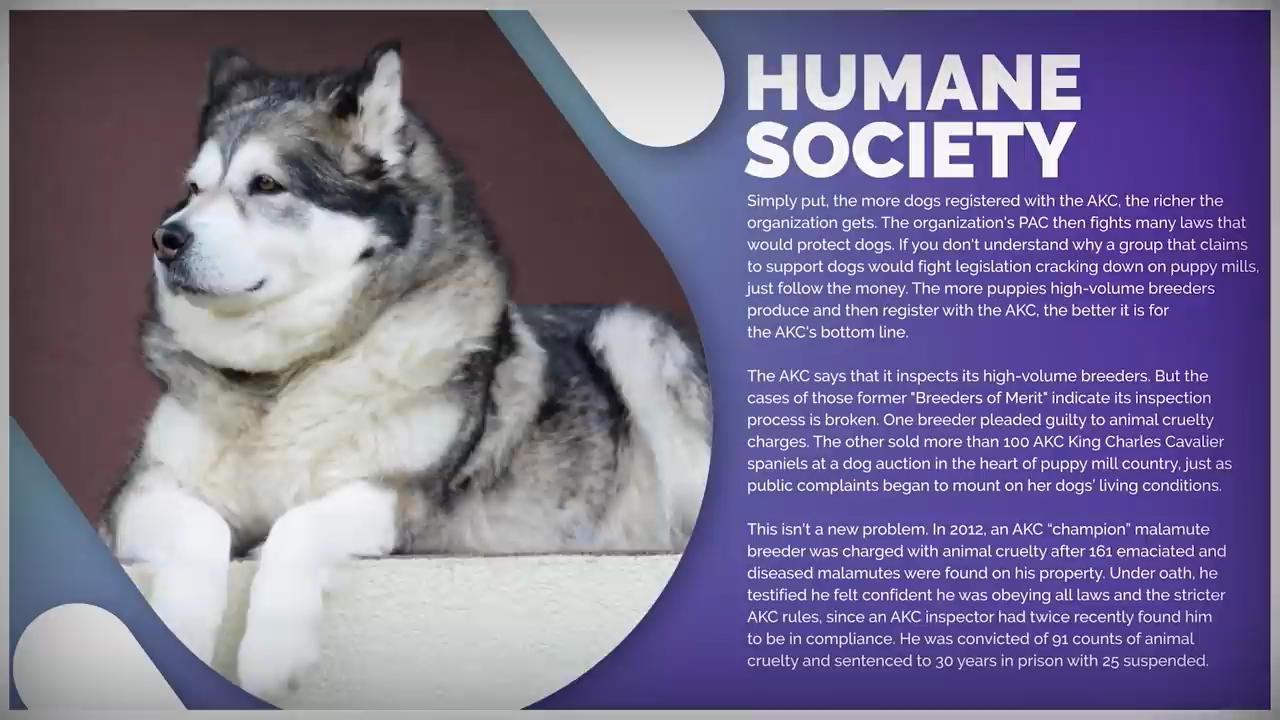 HUMANE
SOCIETY
Simply put, the more dogs registered with the AKC, the richer the
organization gets. The organization's PAC then fights many laws that
would protect dogs. If you don't understand why a group that claims
to support dogs would fight legislation cracking down on puppy mills,
just follow the money. The more puppies high-volume breeders
produce and then register with the AKC, the better it is for
the AKC's bottom line.
The AKC says that it inspects its high-volume breeders. But the
cases of those former "Breeders of Merit" indicate its inspection
process is broken. One breeder pleaded guilty to animal cruelty
charges. The other sold more than 100 AKC King Charles Cavalier
spaniels at a dog auction in the heart of puppy mill country, just as
public complaints began to mount on her dogs’ living conditions.
This isn't a new problem. In 2012, an AKC “champion” malamute
breeder was charged with animal cruelty after 161 emaciated and
diseased malamutes were found on his property. Under oath, he
testified he felt confident he was obeying all laws and the stricter
AKC rules, since an AKC inspector had twice recently found him
to be in compliance. He was convicted of 91 counts of animal
cruelty and sentenced to 30 years in prison with 25 suspended.